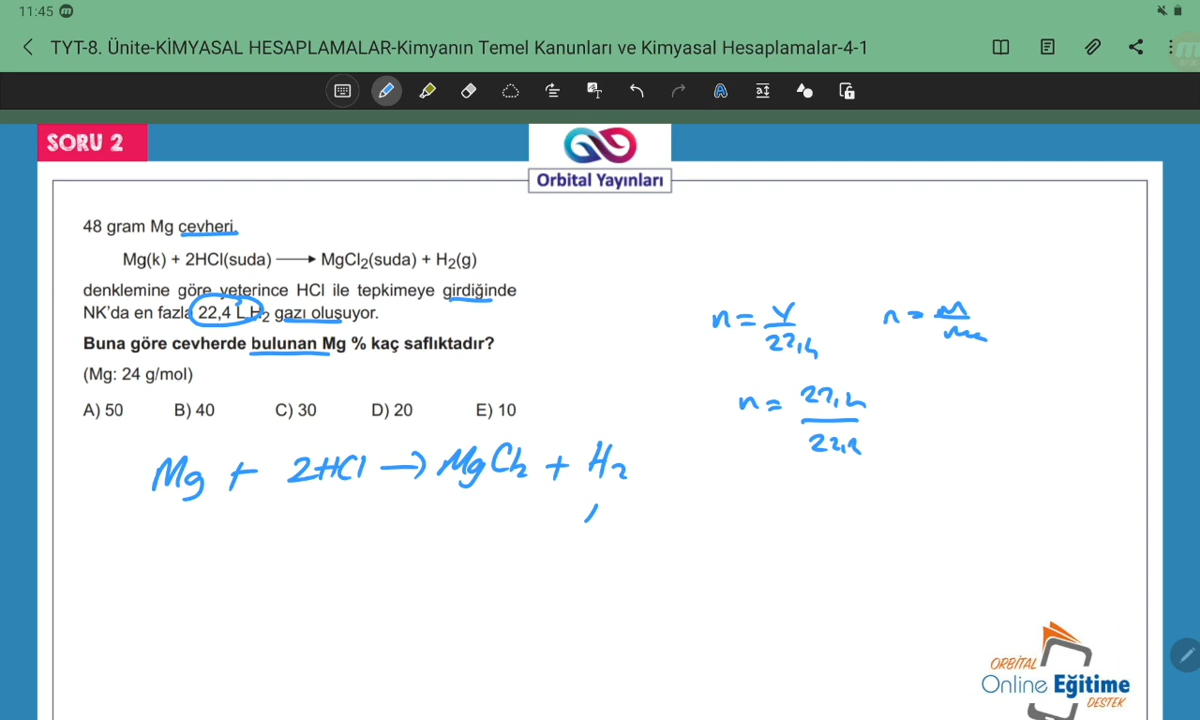 11:45
TYT-8. Ünite-KİMYASAL HESAPLAMALAR-Kimyanın Temel Kanunları ve Kimyasal Hesaplamalar-4-1
SORU 2
Orbital Yayınları
48 gram Mg cevheri,
Mg(k) + 2HCl(suda) ⟶ MgCl₂(suda) + H₂(g)
denklemine göre yeterince HCl ile tepkimeye girdiğinde
NK'da en fazla 22,4 L H₂ gazı oluşuyor.
Buna göre cevherde bulunan Mg % kaç saflıktadır?
(Mg: 24 g/mol)
A) 50 B) 40 C) 30 D) 20 E) 10
n = V/22,4 n = m/
n = 22,4/22,4
Mg + 2HCl → MgCl₂ + H₂
ORBİTAL
Online Eğitime
DESTEK